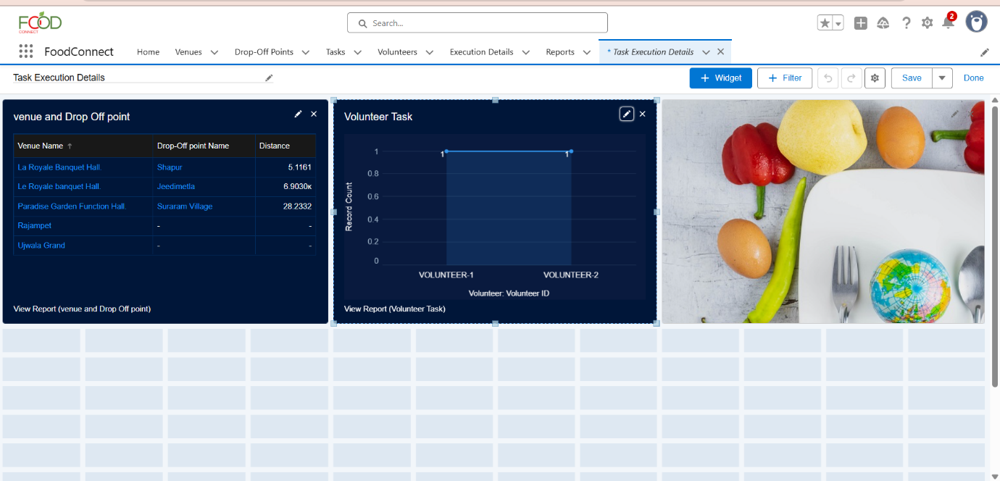 FOOD
CONNECT
Search...
2
FoodConnect
Home
Venues
Drop-Off Points
Tasks
Volunteers
Execution Details
Reports
* Task Execution Details
Task Execution Details
+ Widget
+ Filter
Save
Done
venue and Drop Off point
Venue Name ↑ Drop-Off point Name Distance
La Royale Banquet Hall. Shapur 5.1161
Le Royale banquet Hall. Jeedimetla 6.9030K
Paradise Garden Function Hall. Suraram Village 28.2332
Rajampet - -
Ujwala Grand - -
View Report (venue and Drop Off point)
Volunteer Task
Record Count
1
0.8
0.6
0.4
0.2
0
1 1
VOLUNTEER-1 VOLUNTEER-2
Volunteer: Volunteer ID
View Report (Volunteer Task)